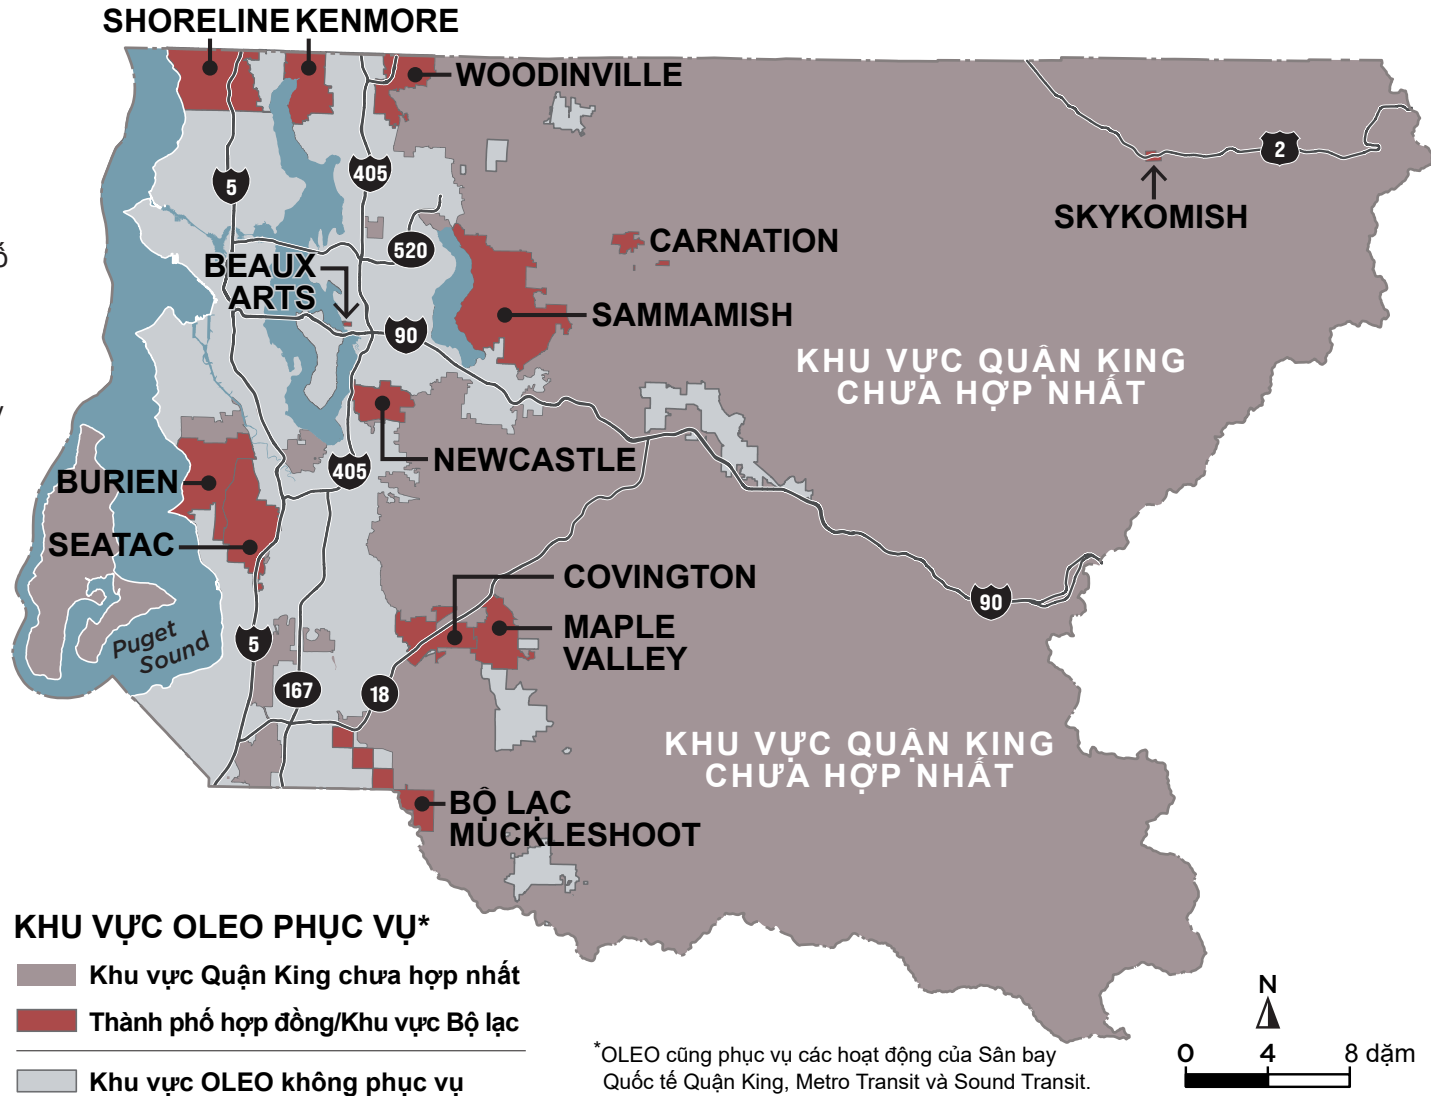 SHORELINE KENMORE
WOODINVILLE
5
405
2
SKYKOMISH
CARNATION
520
BEAUX
ARTS
SAMMAMISH
90
KHU VỰC QUẬN KING
CHƯA HỢP NHẤT
NEWCASTLE
405
BURIEN
SEATAC
COVINGTON
90
MAPLE
VALLEY
Puget
Sound
5
167
18
KHU VỰC QUẬN KING
CHƯA HỢP NHẤT
BỘ LẠC
MUCKLESHOOT
KHU VỰC OLEO PHỤC VỤ*
Khu vực Quận King chưa hợp nhất
Thành phố hợp đồng/Khu vực Bộ lạc
Khu vực OLEO không phục vụ
*OLEO cũng phục vụ các hoạt động của Sân bay
Quốc tế Quận King, Metro Transit và Sound Transit.
N
0 4 8 dặm